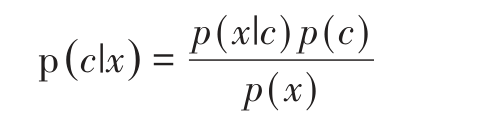 p(c|x) = p(x|c) p(c) / p(x)